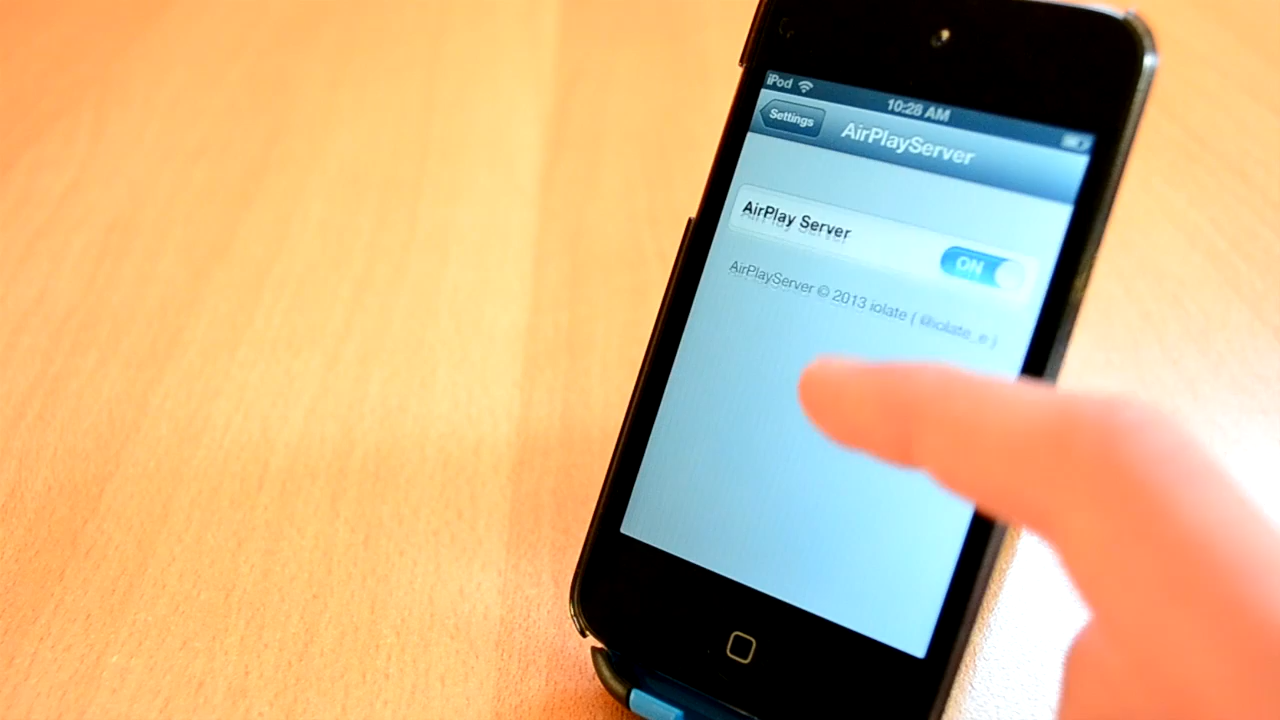 iPod 10:28 AM
Settings AirPlayServer
AirPlay Server ON
AirPlayServer © 2013 iolate ( @iolate_e )